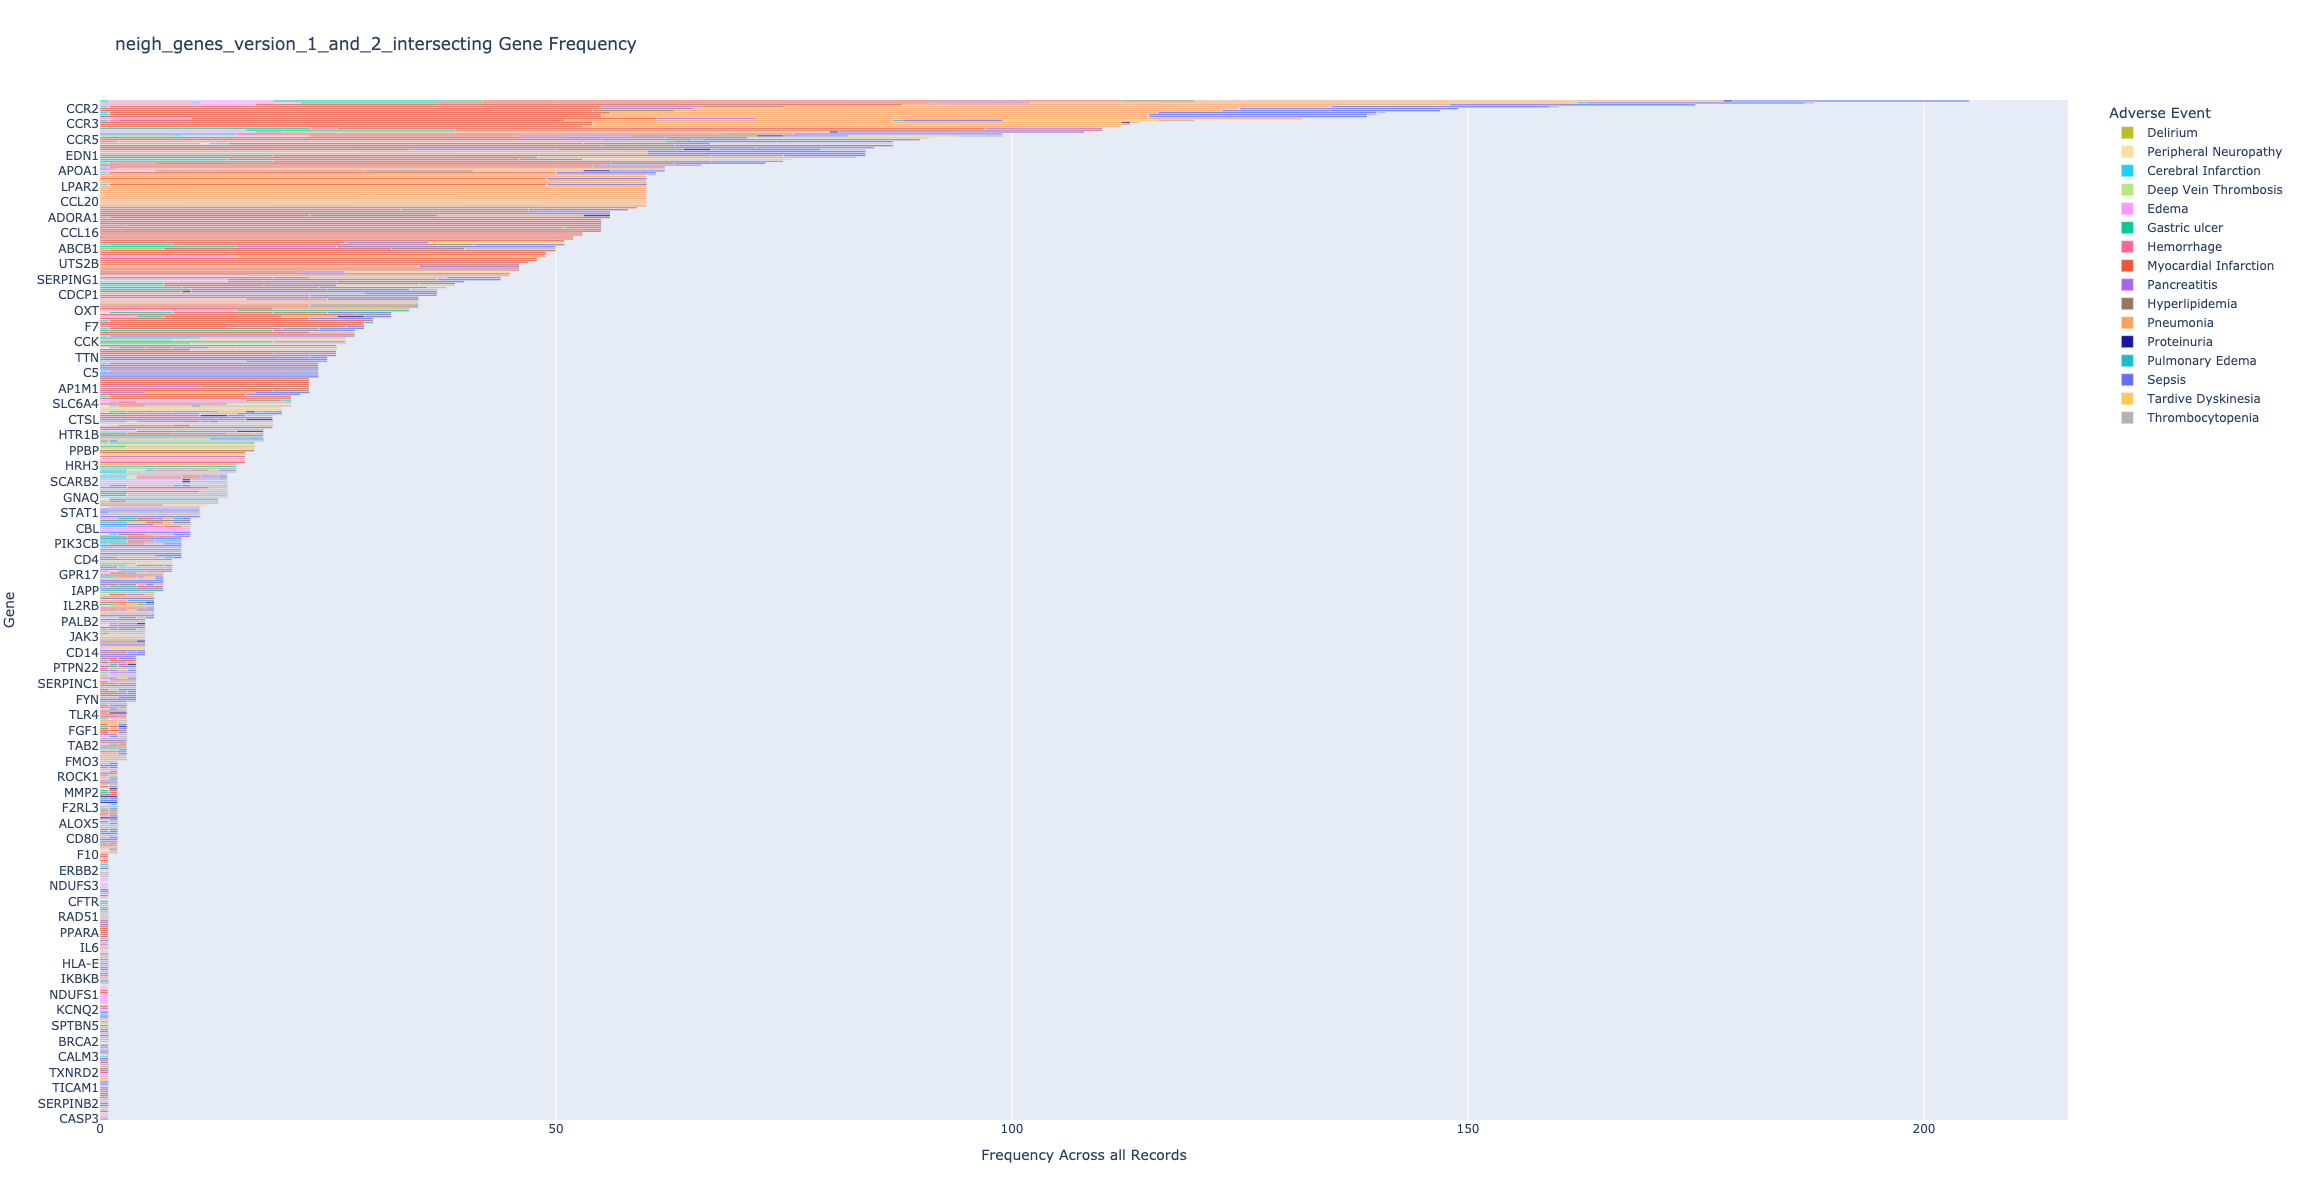 neigh_genes_version_1_and_2_intersecting Gene Frequency
CCR2
CCR3
CCR5
EDN1
APOA1
LPAR2
CCL20
ADORA1
CCL16
ABCB1
UTS2B
SERPING1
CDCP1
OXT
F7
CCK
TTN
C5
AP1M1
SLC6A4
CTSL
HTR1B
PPBP
HRH3
SCARB2
GNAQ
STAT1
CBL
PIK3CB
CD4
GPR17
IAPP
IL2RB
PALB2
JAK3
CD14
PTPN22
SERPINC1
FYN
TLR4
FGF1
TAB2
FMO3
ROCK1
MMP2
F2RL3
ALOX5
CD80
F10
ERBB2
NDUFS3
CFTR
RAD51
PPARA
IL6
HLA-E
IKBKB
NDUFS1
KCNQ2
SPTBN5
BRCA2
CALM3
TXNRD2
TICAM1
SERPINB2
CASP3
Gene
0 50 100 150 200
Frequency Across all Records
Adverse Event
Delirium
Peripheral Neuropathy
Cerebral Infarction
Deep Vein Thrombosis
Edema
Gastric ulcer
Hemorrhage
Myocardial Infarction
Pancreatitis
Hyperlipidemia
Pneumonia
Proteinuria
Pulmonary Edema
Sepsis
Tardive Dyskinesia
Thrombocytopenia